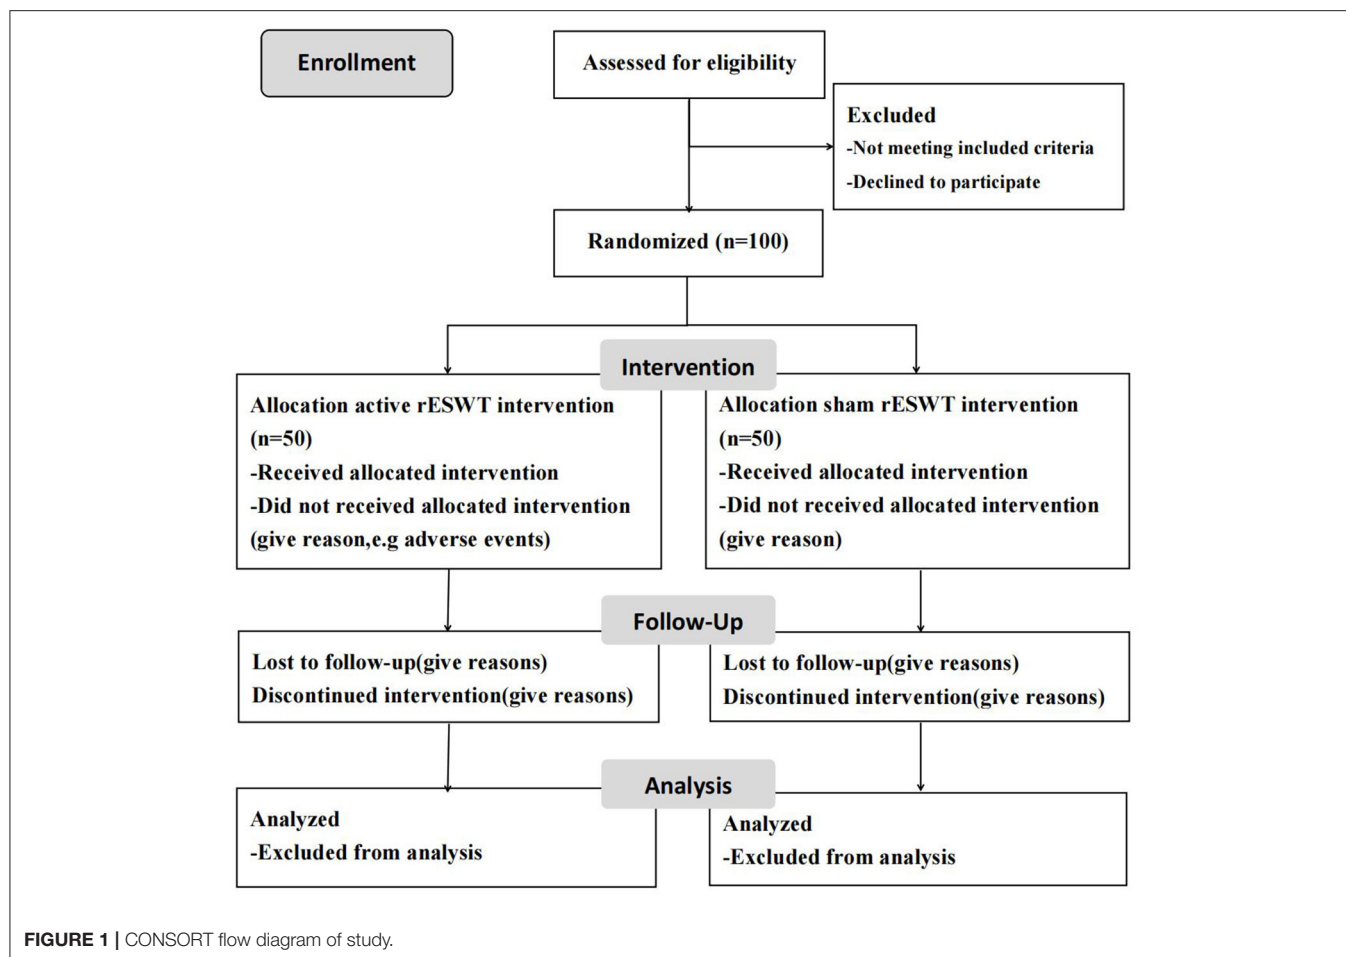 Enrollment
Assessed for eligibility
Excluded
-Not meeting included criteria
-Declined to participate
Randomized (n=100)
Intervention
Allocation active rESWT intervention
(n=50)
-Received allocated intervention
-Did not received allocated intervention
(give reason,e.g adverse events)
Allocation sham rESWT intervention
(n=50)
-Received allocated intervention
-Did not received allocated intervention
(give reason)
Follow-Up
Lost to follow-up(give reasons)
Discontinued intervention(give reasons)
Lost to follow-up(give reasons)
Discontinued intervention(give reasons)
Analysis
Analyzed
-Excluded from analysis
Analyzed
-Excluded from analysis
FIGURE 1 | CONSORT flow diagram of study.